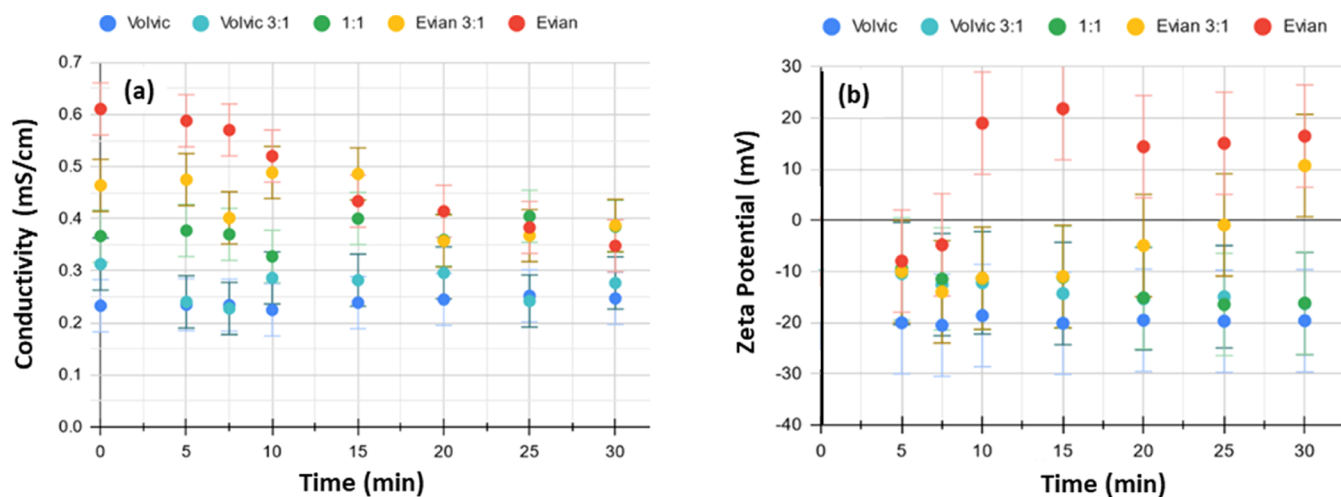 Volvic Volvic 3:1 1:1 Evian 3:1 Evian
(a)
Conductivity (mS/cm)
0.7
0.6
0.5
0.4
0.3
0.2
0.1
0.0
0 5 10 15 20 25 30
Time (min)
Volvic Volvic 3:1 1:1 Evian 3:1 Evian
(b)
Zeta Potential (mV)
30
20
10
0
-10
-20
-30
-40
0 5 10 15 20 25 30
Time (min)